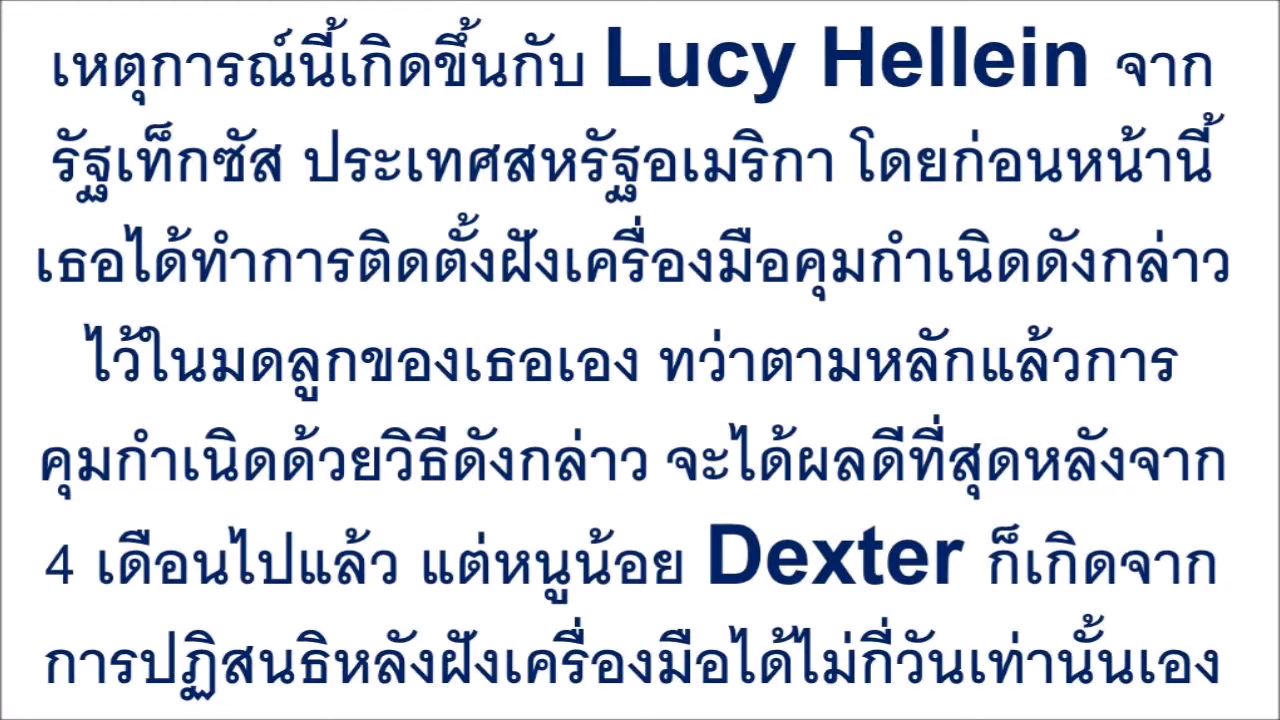 เหตุการณ์นี้เกิดขึ้นกับ Lucy Hellein จาก
รัฐเท็กซัส ประเทศสหรัฐอเมริกา โดยก่อนหน้านี้
เธอได้ทำการติดตั้งฝังเครื่องมือคุมกำเนิดดังกล่าว
ไว้ในมดลูกของเธอเอง ทว่าตามหลักแล้วการ
คุมกำเนิดด้วยวิธีดังกล่าว จะได้ผลดีที่สุดหลังจาก
4 เดือนไปแล้ว แต่หนูน้อย Dexter ก็เกิดจาก
การปฏิสนธิหลังฝังเครื่องมือได้ไม่กี่วันเท่านั้นเอง